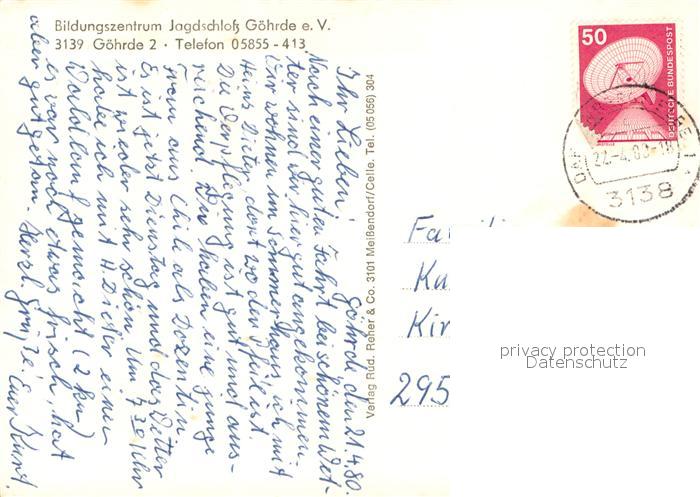 Bildungszentrum Jagdschloß Göhrde e. V.
3139 Göhrde 2 · Telefon 05855 - 413
Göhrde, den 21.4.80.
Ihr Lieben!
Nach einer guten Fahrt bei schönem Wet-
ter sind wir hier gut angekommen.
Wir wohnen im Sommerhaus, ich mit
Heinz Dieter dort wo der Pfeil ist.
Die Verpflegung ist gut und aus-
reichend. Wir haben eine junge
Frau aus Chile als Dozentin.
Es ist jetzt Dienstag und das Wetter
ist wieder sehr schön. Um 7 30 Uhr
habe ich mit H. Dieter einen
Waldlauf gemacht (2 km)
es war noch etwas frisch, hat
aber gut getan. Herzl. Grüße! Euer Kurt.
Verlag Rud. Reher & Co. 3101 Meißendorf/Celle. Tel. (05056) 304
50
DEUTSCHE BUNDESPOST
22.-4.80-18
3138
Fa
Ku
Kir
295
privacy protection
Datenschutz